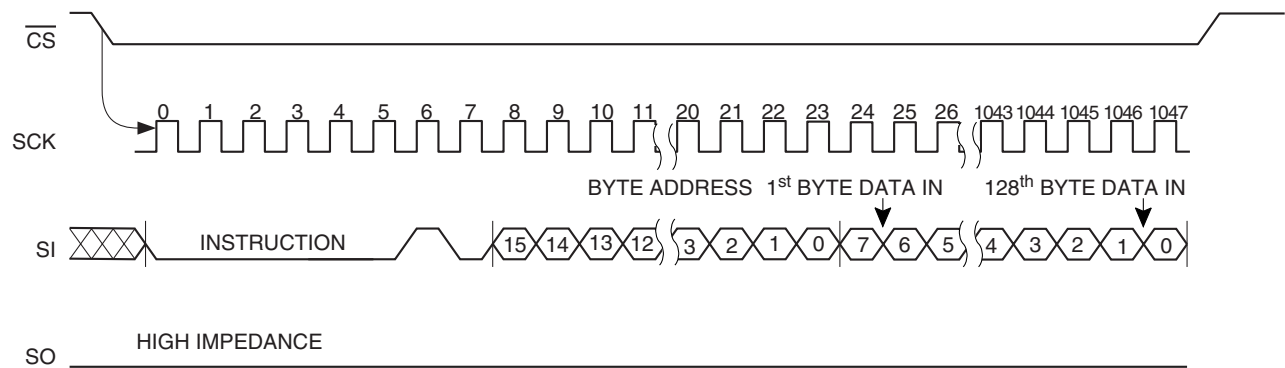 CS
0 1 2 3 4 5 6 7 8 9 10 11 20 21 22 23 24 25 26 1043 1044 1045 1046 1047
SCK
BYTE ADDRESS 1st BYTE DATA IN 128th BYTE DATA IN
SI INSTRUCTION 15 14 13 12 3 2 1 0 7 6 5 4 3 2 1 0
HIGH IMPEDANCE
SO